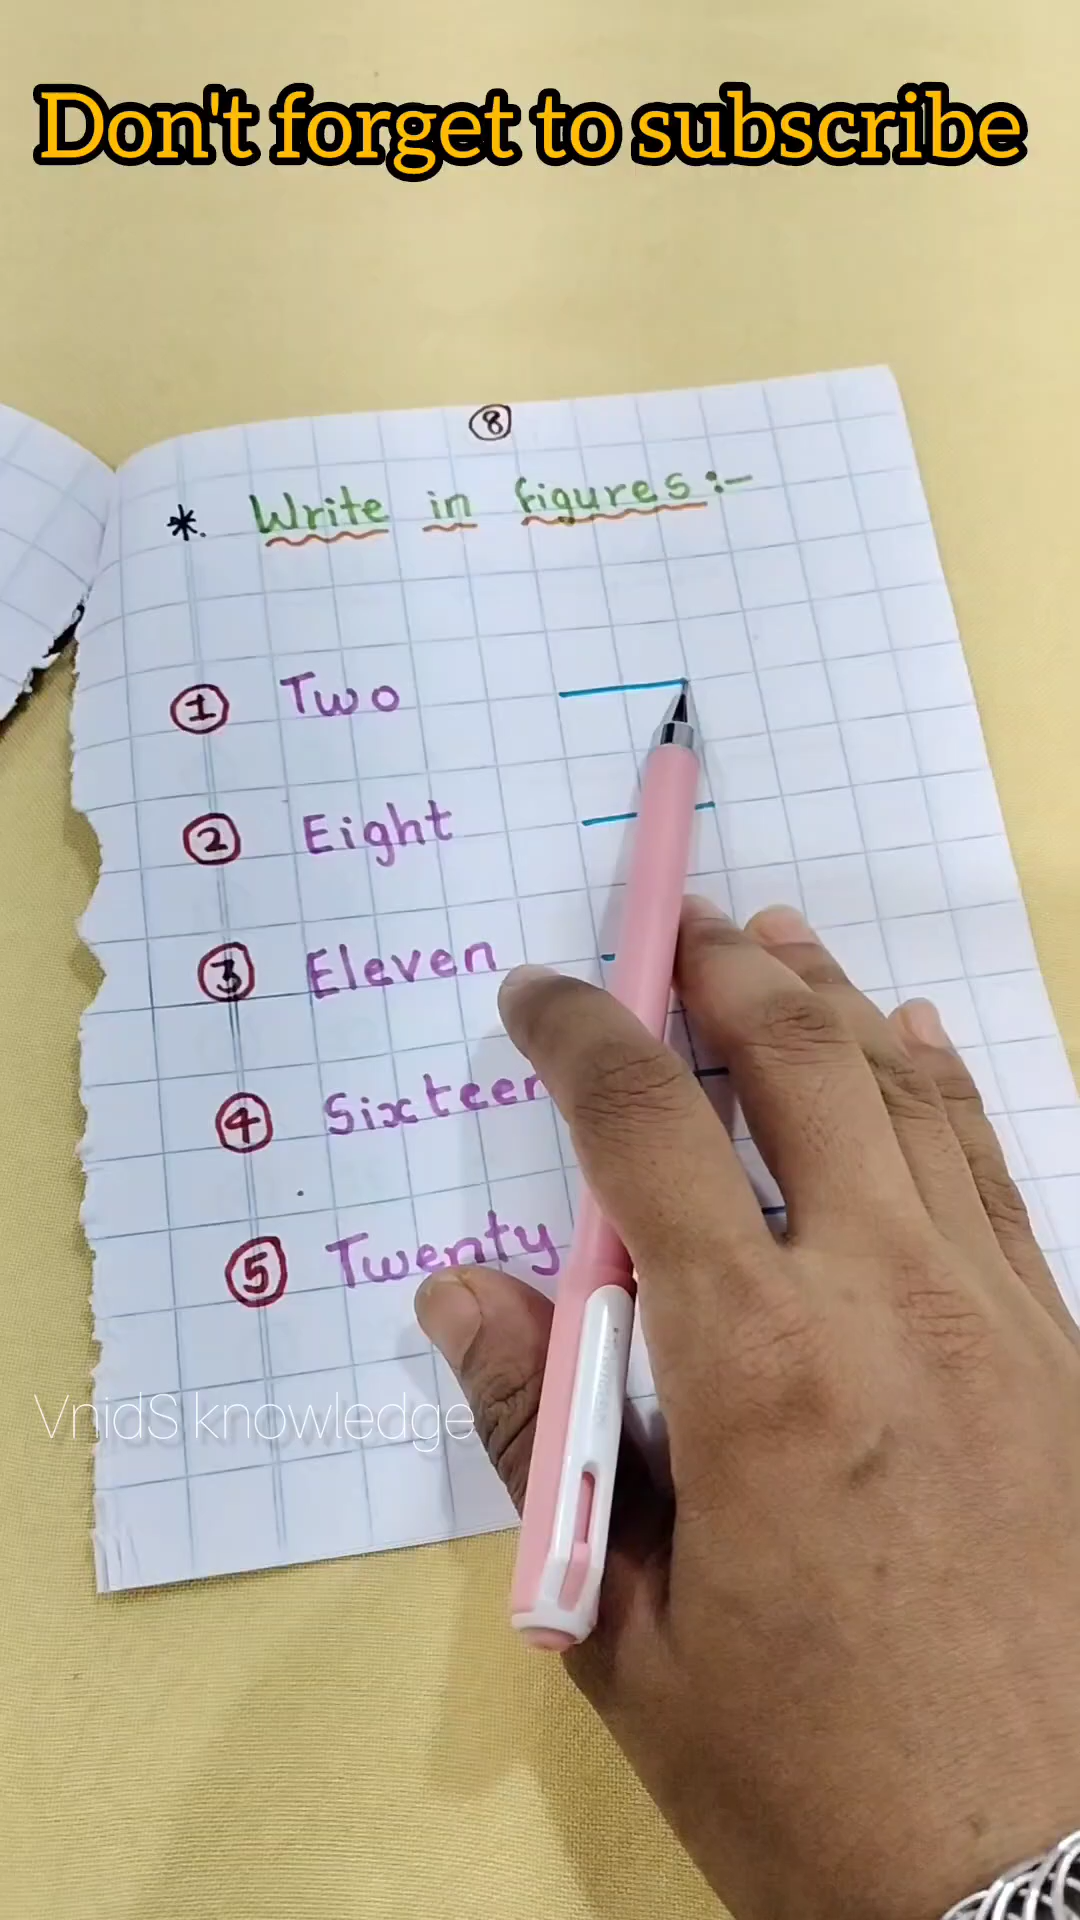 Don't forget to subscribe
8
*. Write in figures:-
1 Two
2 Eight
3 Eleven
4 Sixteen
5 Twenty
VnidS knowledge